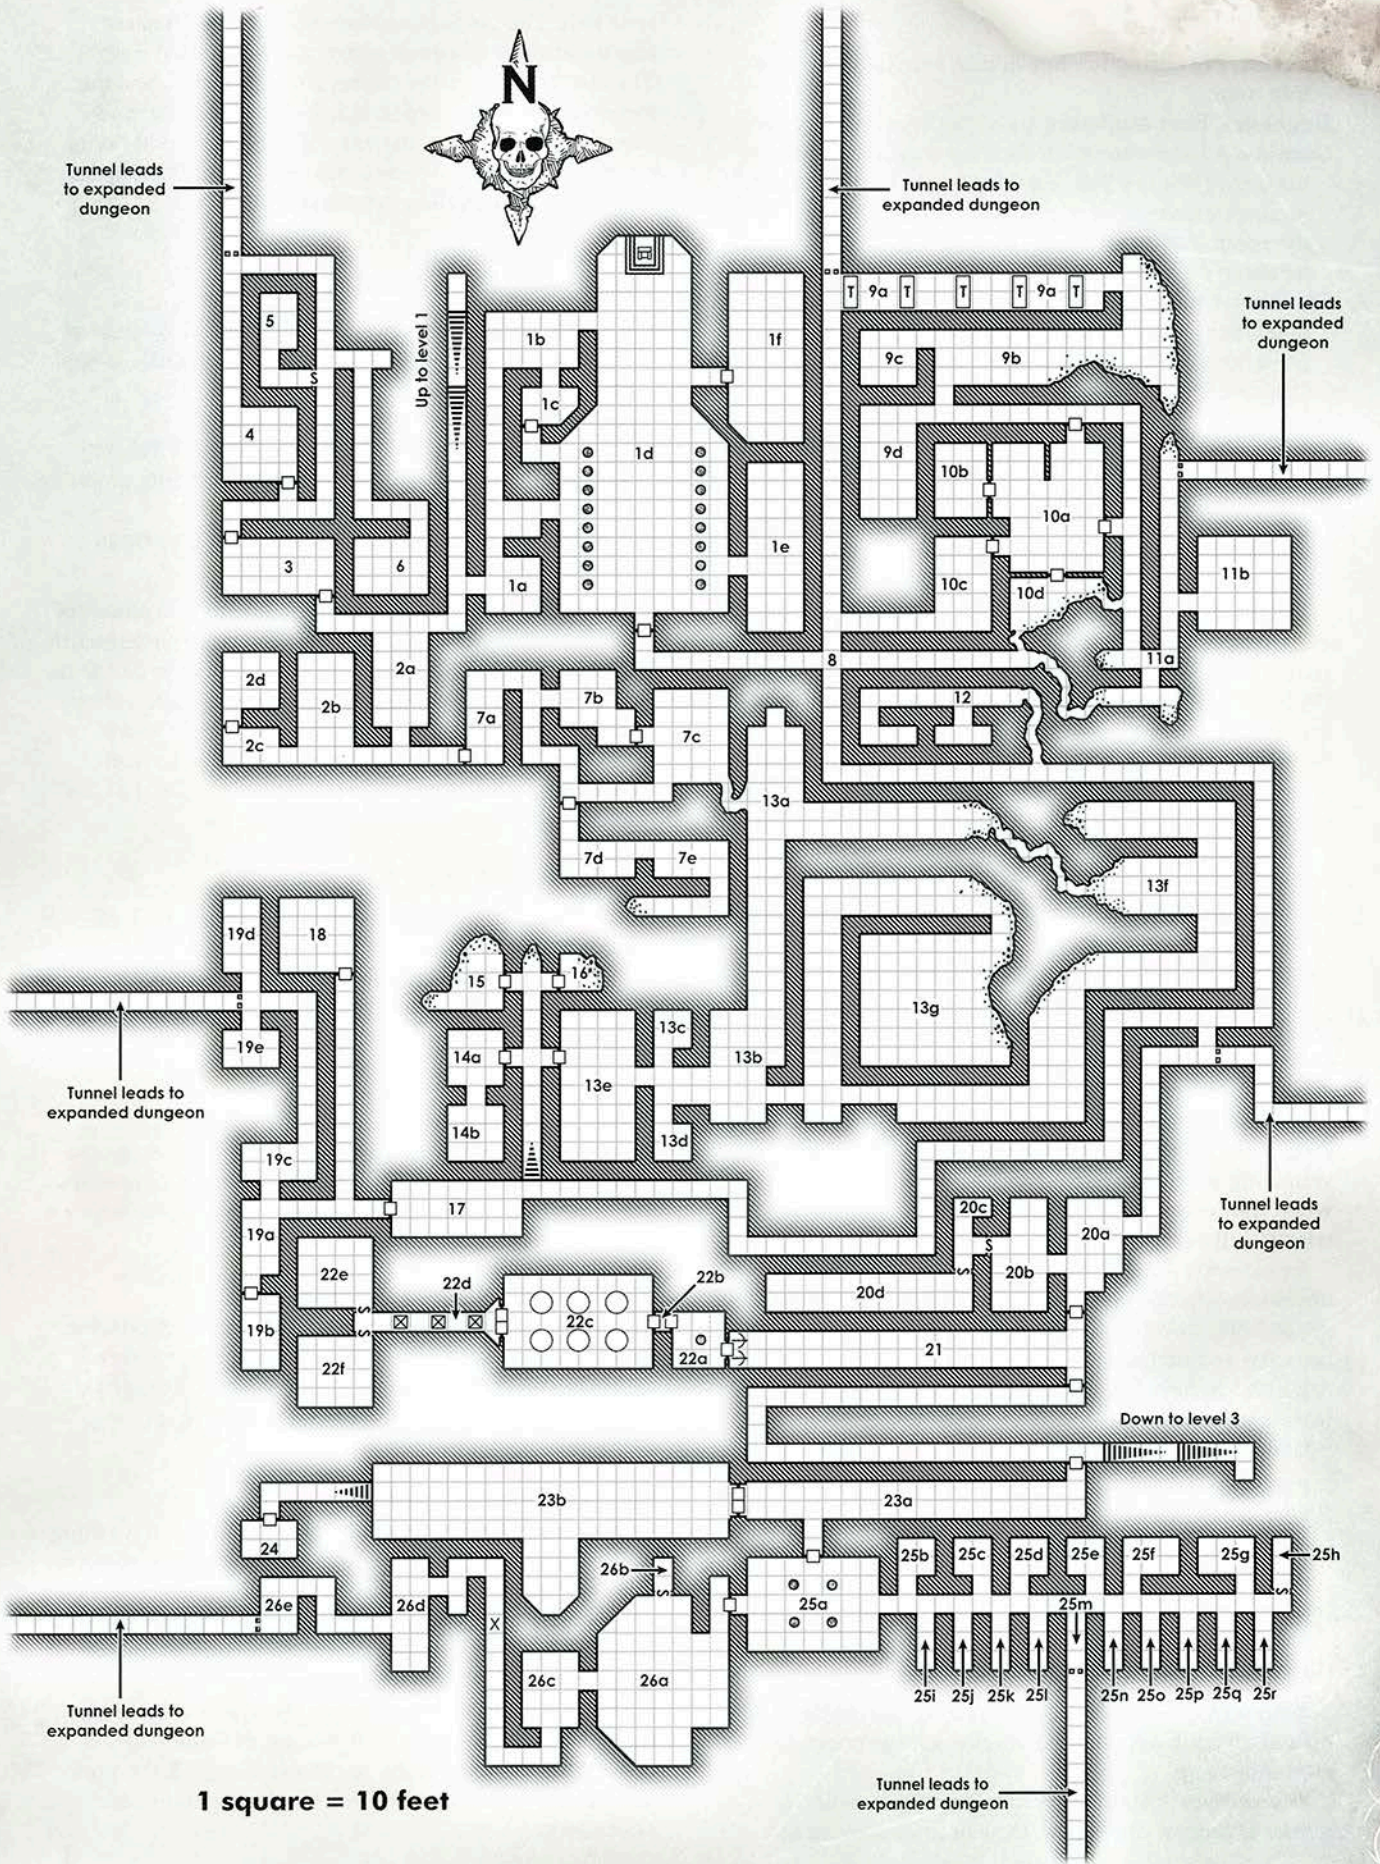 N
Tunnel leads
to expanded
dungeon
Tunnel leads to
expanded dungeon
Tunnel leads
to expanded
dungeon
5
Up to level 1
1b
1f
T
9a
T
T
T
9a
T
9c
9b
1c
4
1d
9d
10b
10a
3
6
1a
1e
10c
10d
11b
2a
8
11a
2d
2b
2c
7a
7b
7c
12
13a
7d
7e
13f
S
19d
18
15
16
13g
19e
14a
13c
13b
13e
14b
13d
Tunnel leads to
expanded dungeon
19c
17
20c
20a
Tunnel leads
to expanded
dungeon
19a
22e
22d
22b
S
20b
S
20d
22c
S
S
19b
22f
22a
21
Down to level 3
23b
23a
24
26b
S
25b
25c
25d
25e
25f
25g
25h
S
26e
26d
X
25a
25m
26c
26a
25i
25j
25k
25l
25n
25o
25p
25q
25r
Tunnel leads to
expanded dungeon
Tunnel leads to
expanded dungeon
1 square = 10 feet